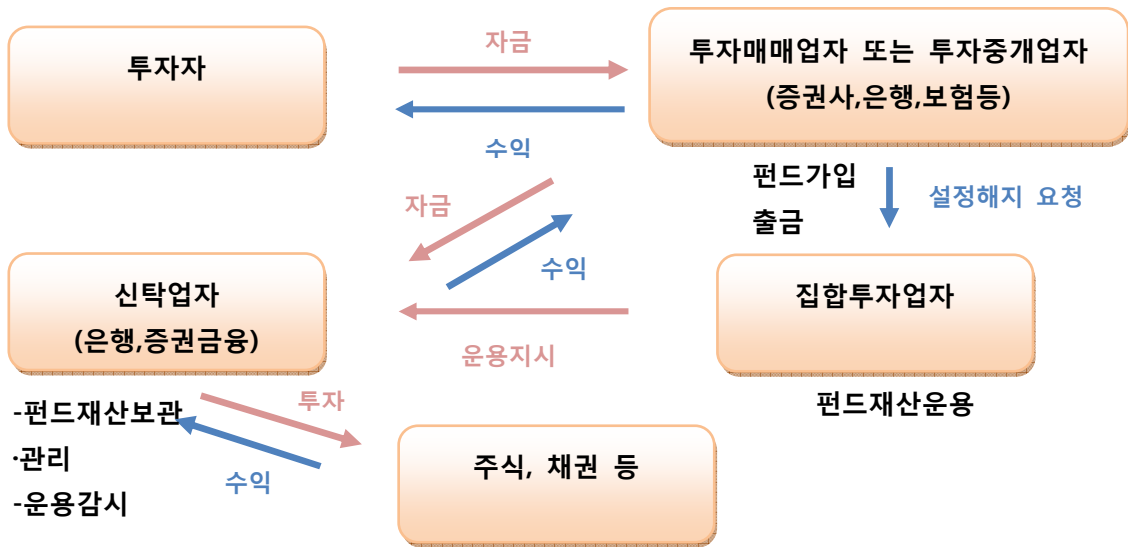 투자자
자금
수익
투자매매업자 또는 투자중개업자
(증권사,은행,보험등)
펀드가입
출금
설정해지 요청
자금
수익
신탁업자
(은행,증권금융)
운용지시
집합투자업자
펀드재산운용
-펀드재산보관
·관리
-운용감시
투자
수익
주식, 채권 등